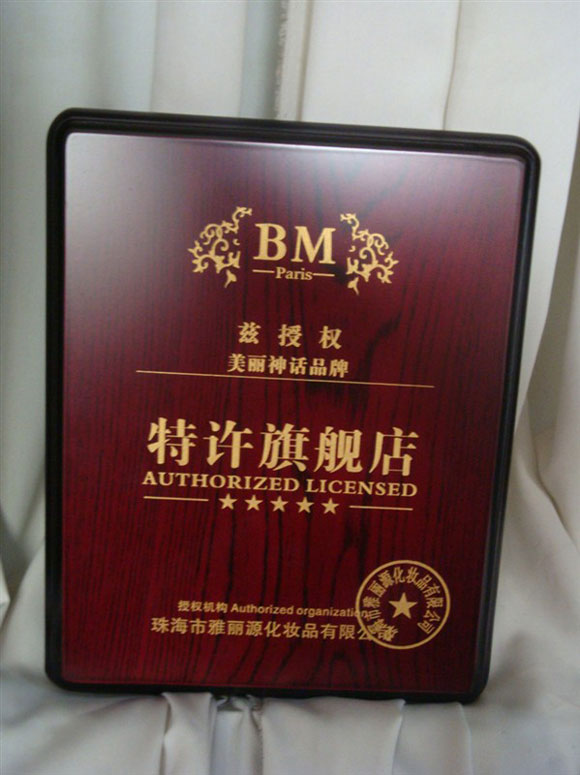 BM
Paris
兹授权
美丽神话品牌
特许旗舰店
AUTHORIZED LICENSED
授权机构 Authorized organization
珠海市雅丽源化妆品有限公
珠海市雅丽源化妆品有限公司